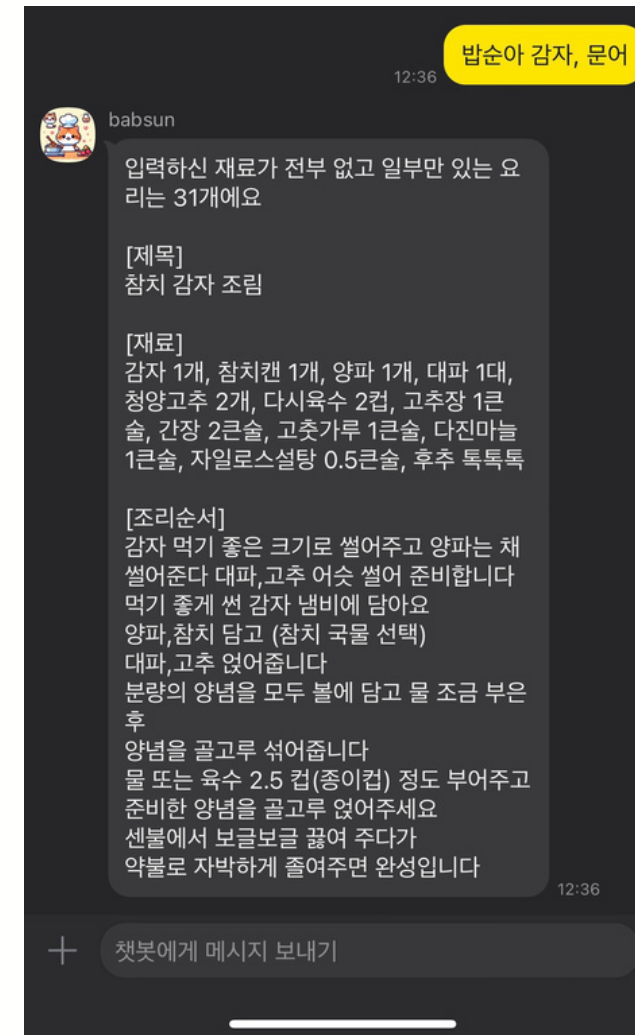 밥순아 감자, 문어
12:36
babsun
입력하신 재료가 전부 없고 일부만 있는 요
리는 31개에요
[제목]
참치 감자 조림
[재료]
감자 1개, 참치캔 1개, 양파 1개, 대파 1대,
청양고추 2개, 다시육수 2컵, 고추장 1큰
술, 간장 2큰술, 고춧가루 1큰술, 다진마늘
1큰술, 자일로스설탕 0.5큰술, 후추 톡톡톡
[조리순서]
감자 먹기 좋은 크기로 썰어주고 양파는 채
썰어준다 대파,고추 어슷 썰어 준비합니다
먹기 좋게 썬 감자 냄비에 담아요
양파,참치 담고 (참치 국물 선택)
대파,고추 얹어줍니다
분량의 양념을 모두 볼에 담고 물 조금 부은
후
양념을 골고루 섞어줍니다
물 또는 육수 2.5 컵(종이컵) 정도 부어주고
준비한 양념을 골고루 얹어주세요
센불에서 보글보글 끓여 주다가
약불로 자박하게 졸여주면 완성입니다
12:36
챗봇에게 메시지 보내기